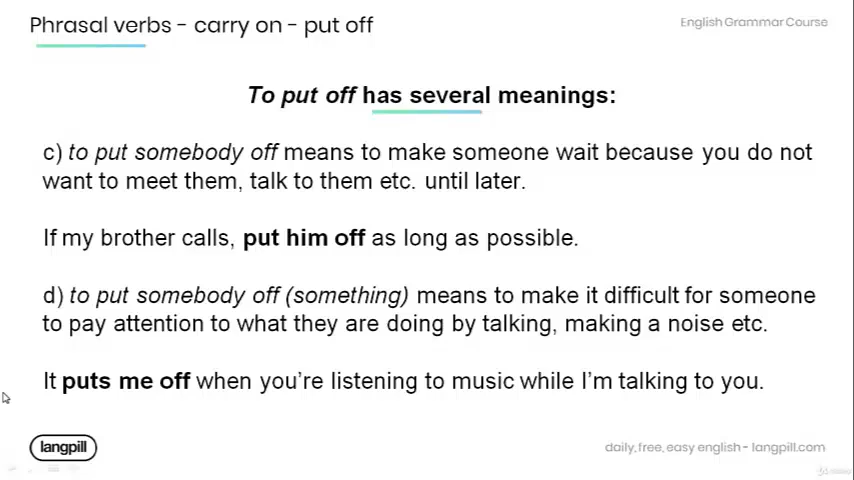 Phrasal verbs - carry on - put off
English Grammar Course
To put off has several meanings:
c) to put somebody off means to make someone wait because you do not
want to meet them, talk to them etc. until later.
If my brother calls, put him off as long as possible.
d) to put somebody off (something) means to make it difficult for someone
to pay attention to what they are doing by talking, making a noise etc.
It puts me off when you're listening to music while I'm talking to you.
langpill
daily, free, easy english - langpill.com